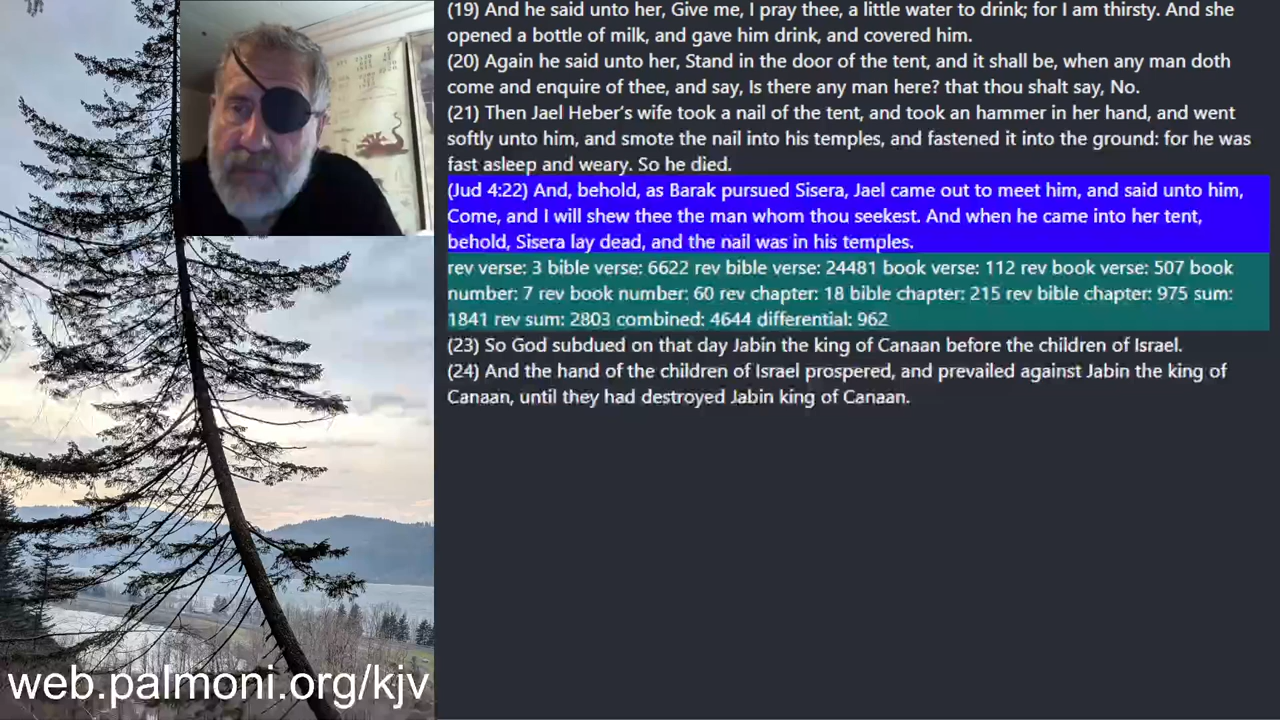 (19) And he said unto her, Give me, I pray thee, a little water to drink; for I am thirsty. And she
opened a bottle of milk, and gave him drink, and covered him.
(20) Again he said unto her, Stand in the door of the tent, and it shall be, when any man doth
come and enquire of thee, and say, Is there any man here? that thou shalt say, No.
(21) Then Jael Heber’s wife took a nail of the tent, and took an hammer in her hand, and went
softly unto him, and smote the nail into his temples, and fastened it into the ground: for he was
fast asleep and weary. So he died.
(Jud 4:22) And, behold, as Barak pursued Sisera, Jael came out to meet him, and said unto him,
Come, and I will shew thee the man whom thou seekest. And when he came into her tent,
behold, Sisera lay dead, and the nail was in his temples.
rev verse: 3 bible verse: 6622 rev bible verse: 24481 book verse: 112 rev book verse: 507 book
number: 7 rev book number: 60 rev chapter: 18 bible chapter: 215 rev bible chapter: 975 sum:
1841 rev sum: 2803 combined: 4644 differential: 962
(23) So God subdued on that day Jabin the king of Canaan before the children of Israel.
(24) And the hand of the children of Israel prospered, and prevailed against Jabin the king of
Canaan, until they had destroyed Jabin king of Canaan.
web.palmoni.org/kjv